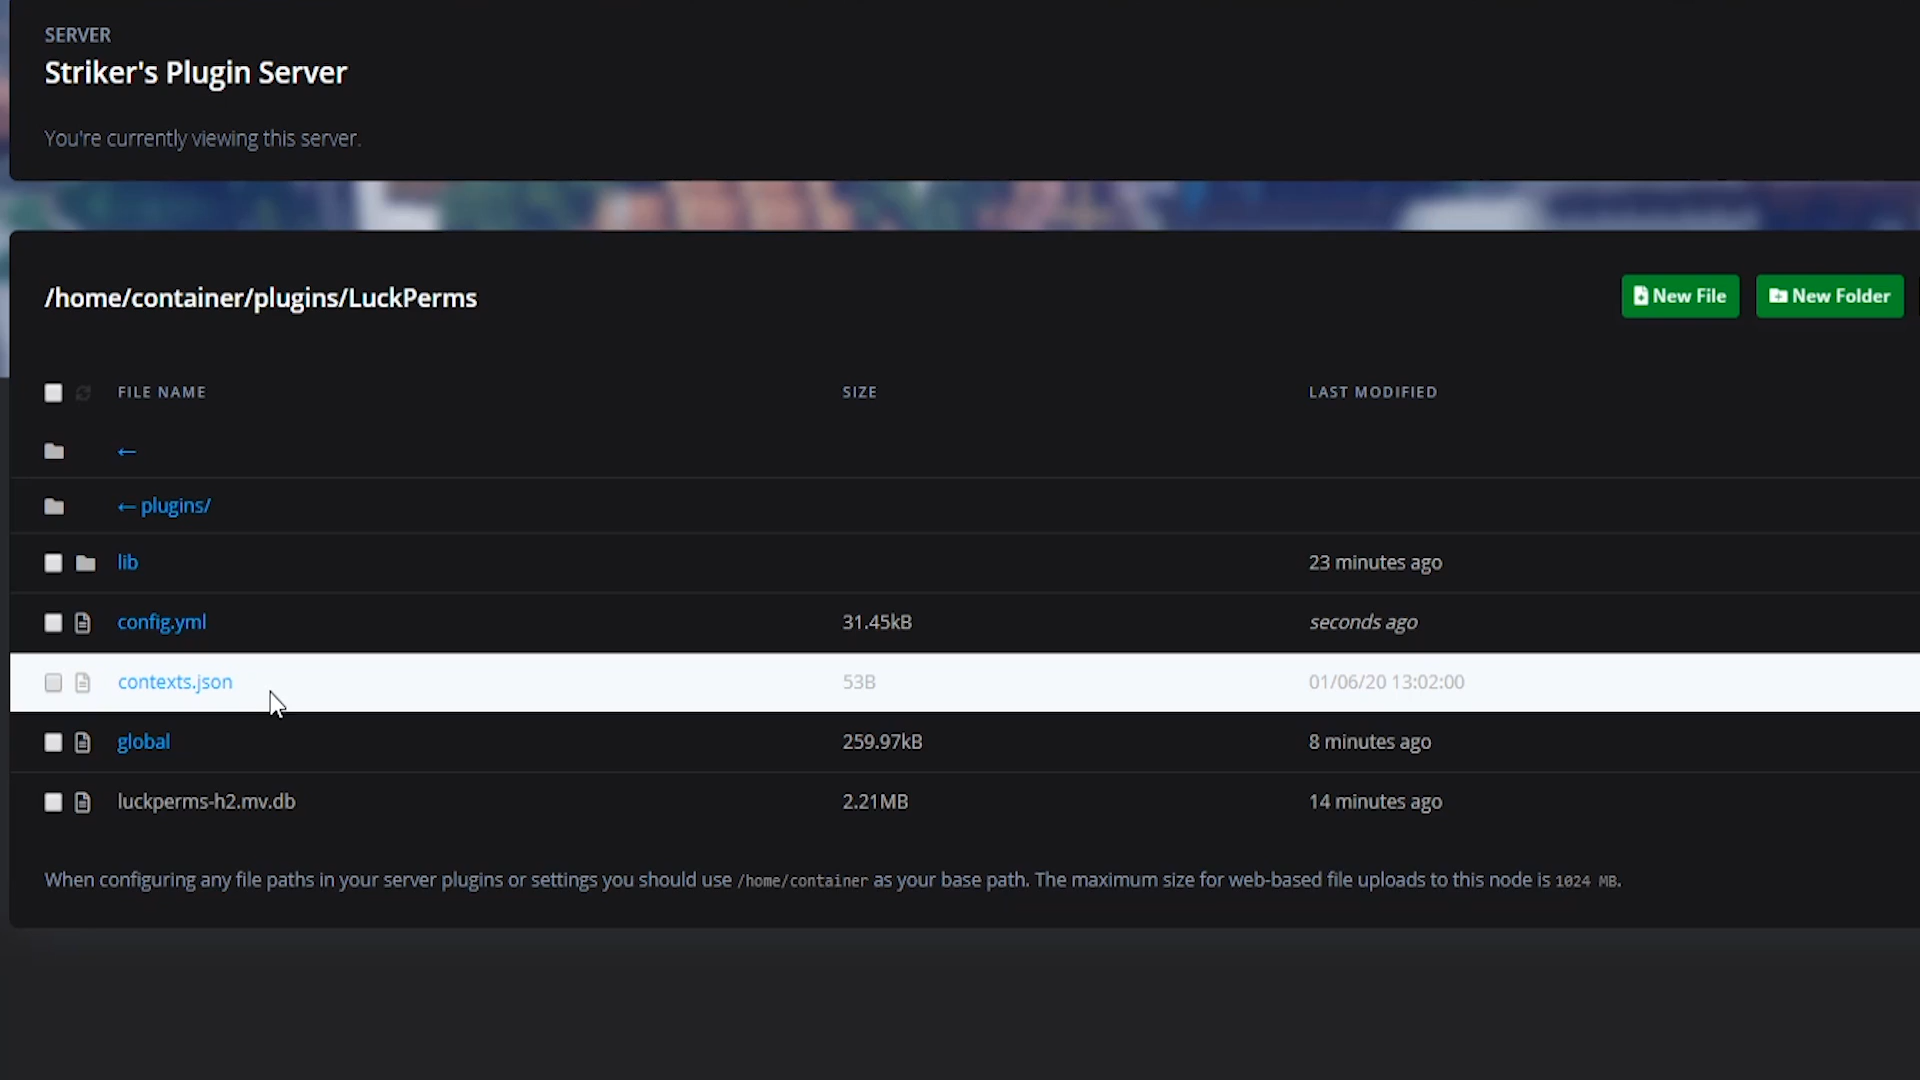 SERVER
Striker's Plugin Server
You're currently viewing this server.
/home/container/plugins/LuckPerms
New File
New Folder
FILE NAME SIZE LAST MODIFIED
←
← plugins/
lib 23 minutes ago
config.yml 31.45kB seconds ago
contexts.json 53B 01/06/20 13:02:00
global 259.97kB 8 minutes ago
luckperms-h2.mv.db 2.21MB 14 minutes ago
When configuring any file paths in your server plugins or settings you should use /home/container as your base path. The maximum size for web-based file uploads to this node is 1024 MB.